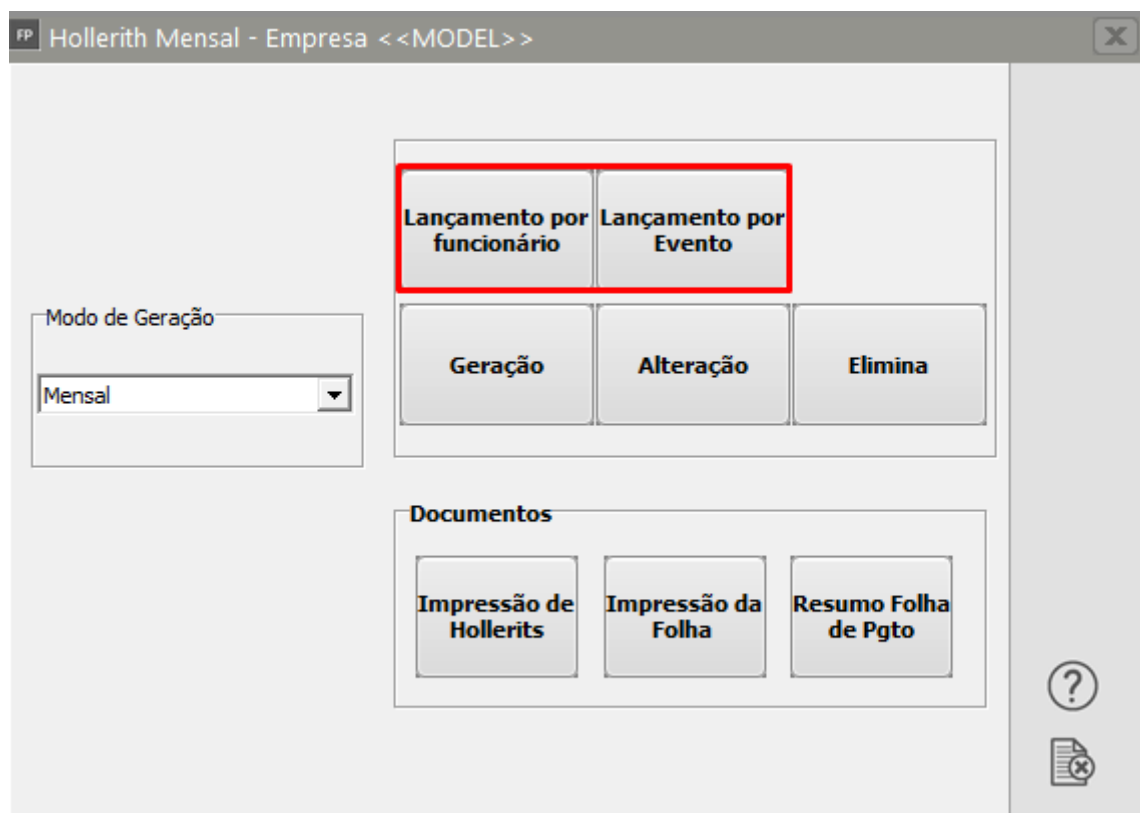 FP Hollerith Mensal - Empresa <<MODEL>>
Lançamento por funcionário
Lançamento por Evento
Modo de Geração
Mensal
Geração
Alteração
Elimina
Documentos
Impressão de Hollerits
Impressão da Folha
Resumo Folha de Pgto
?